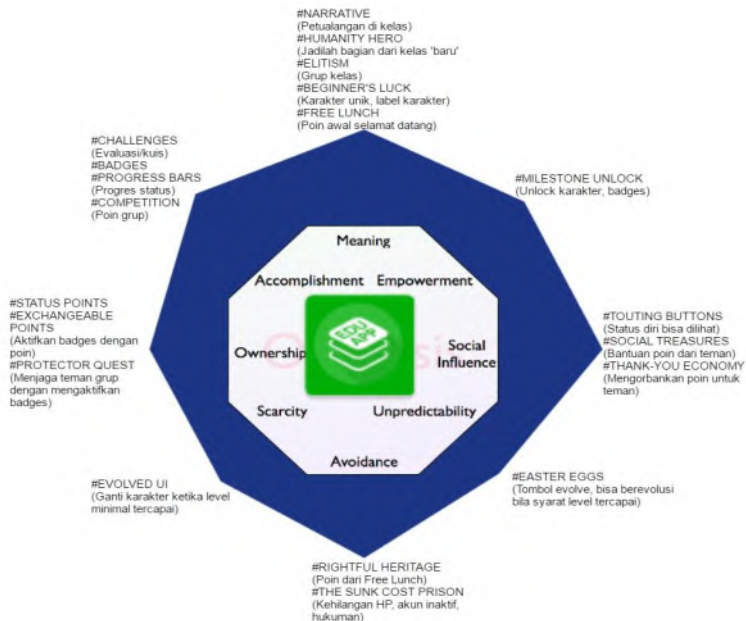 #NARRATIVE
(Petualangan di kelas)
#HUMANITY HERO
(Jadilah bagian dari kelas 'baru'
#ELITISM
(Grup kelas)
#BEGINNER'S LUCK
(Karakter unik, label karakter)
#FREE LUNCH
(Poin awal selamat datang)
#CHALLENGES
(Evaluasi/kuis)
#BADGES
#PROGRESS BARS
(Progres status)
#COMPETITION
(Poin grup)
#MILESTONE UNLOCK
(Unlock karakter, badges)
Meaning
Accomplishment
Empowerment
EDU
APP
Ownership
Social
Influence
Scarcity
Unpredictability
Avoidance
#STATUS POINTS
#EXCHANGEABLE
POINTS
(Aktifkan badges dengan
poin)
#PROTECTOR QUEST
(Menjaga teman grup
dengan mengaktifkan
badges)
#TOUTING BUTTONS
(Status diri bisa dilihat)
#SOCIAL TREASURES
(Bantuan poin dari teman)
#THANK-YOU ECONOMY
(Mengorbankan poin untuk
teman)
#EVOLVED UI
(Ganti karakter ketika level
minimal tercapai)
#EASTER EGGS
(Tombol evolve, bisa berevolusi
bila syarat level tercapai)
#RIGHTFUL HERITAGE
(Poin dari Free Lunch)
#THE SUNK COST PRISON
(Kehilangan HP, akun inaktif,
hukuman)